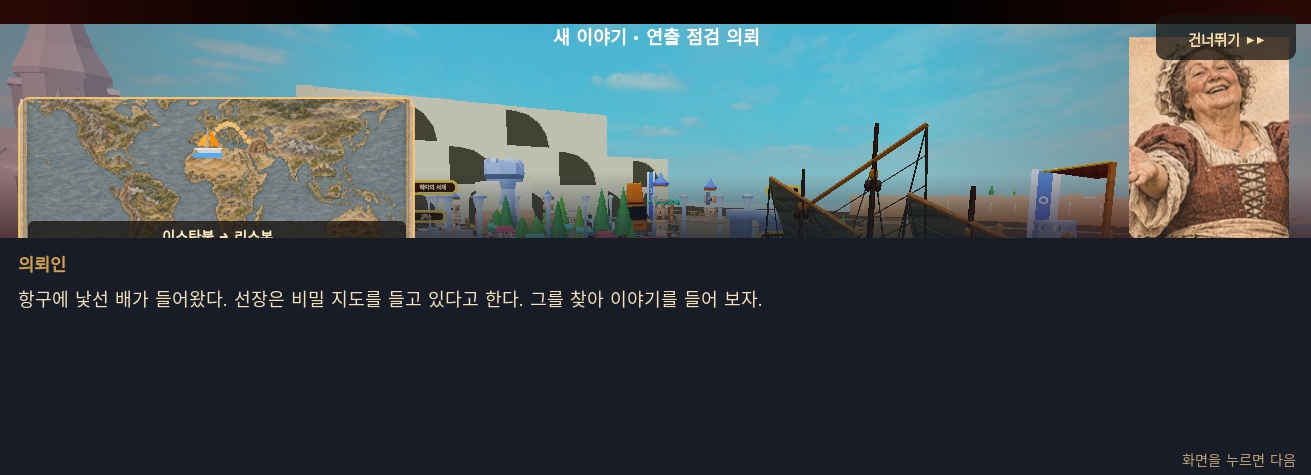 새 이야기 · 연출 점검 의뢰
건너뛰기 ▸▸
이스탄불 → 리스본
의뢰인
항구에 낯선 배가 들어왔다. 선장은 비밀 지도를 들고 있다고 한다. 그를 찾아 이야기를 들어 보자.
화면을 누르면 다음